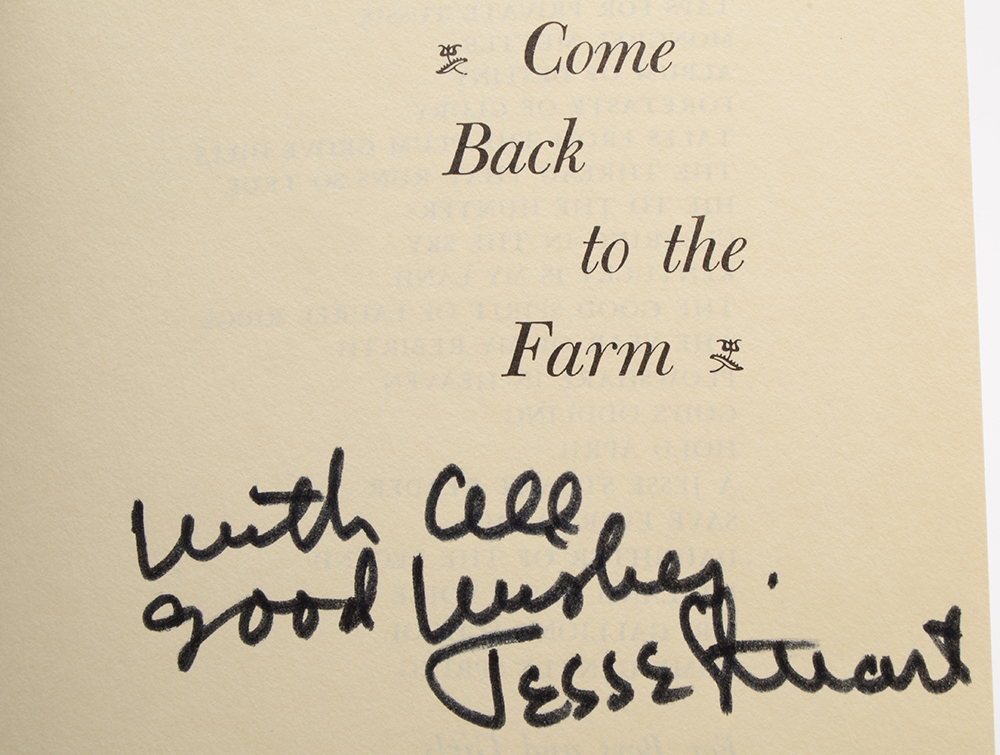 Come
Back
to the
Farm
With all
good wishes.
Jesse Stuart